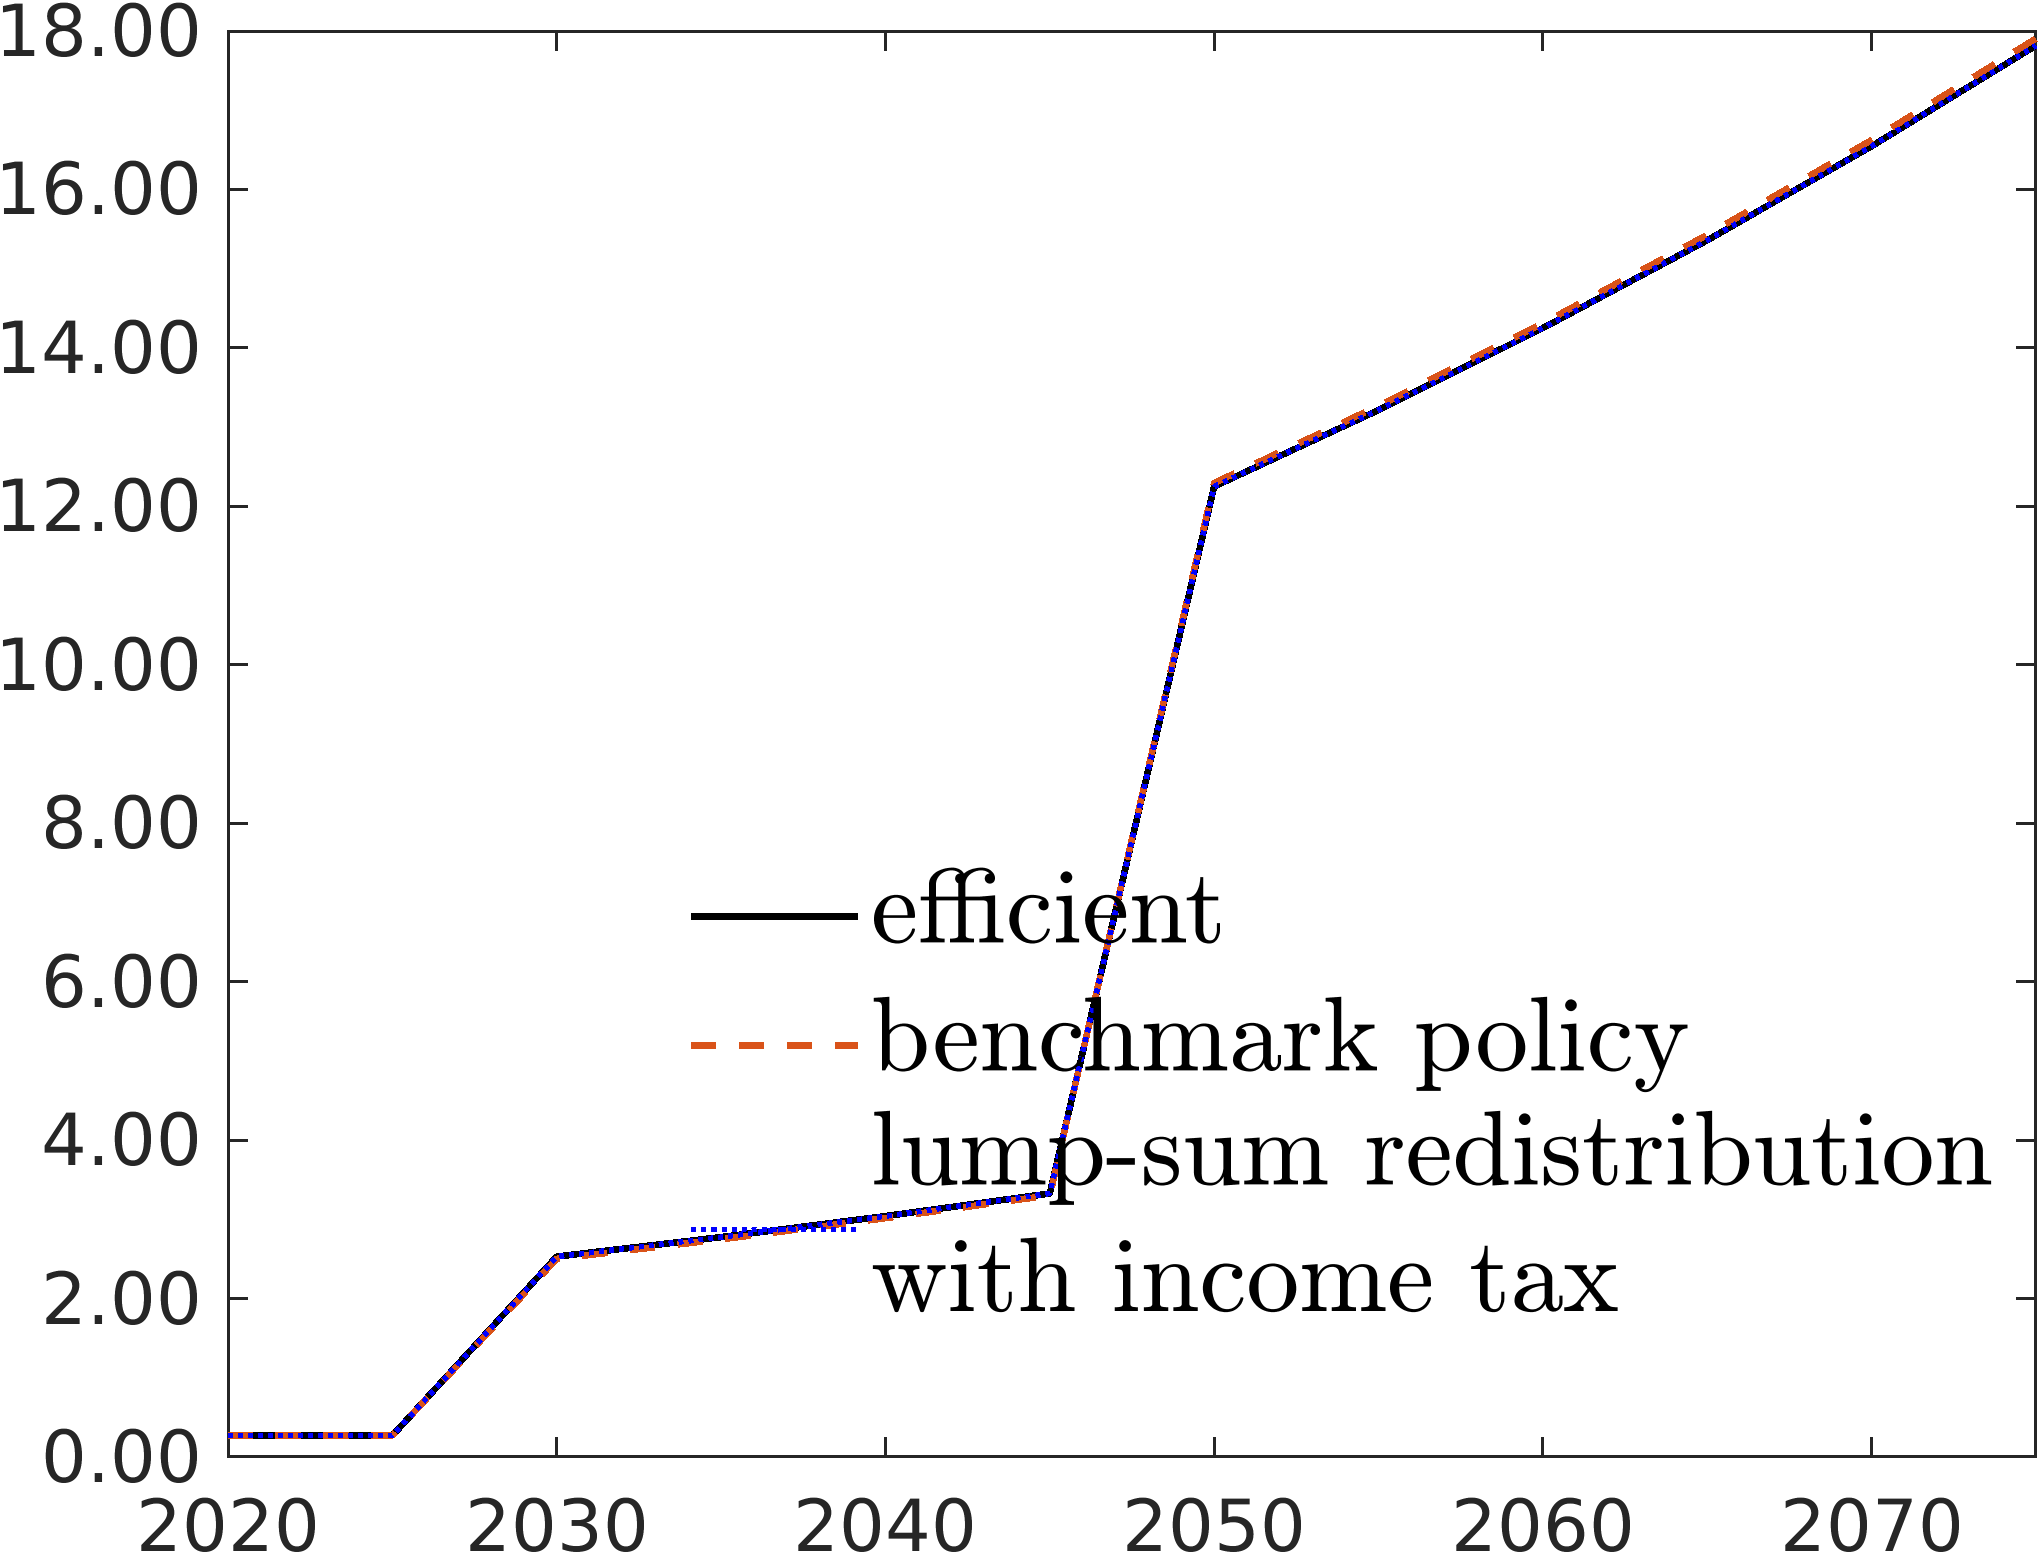 18.00
16.00
14.00
12.00
10.00
8.00
6.00
4.00
2.00
0.00
efficient
benchmark policy
lump-sum redistribution
with income tax
2020 2030 2040 2050 2060 2070